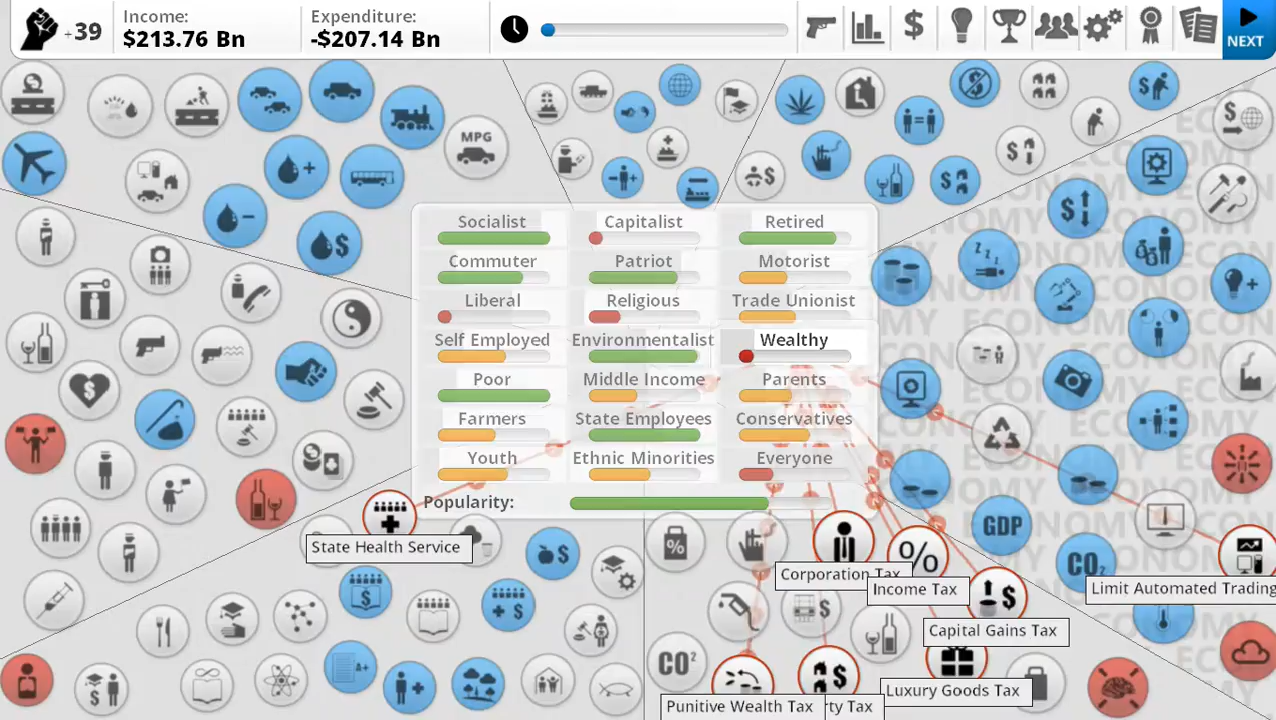 +39
Income:
$213.76 Bn
Expenditure:
-$207.14 Bn
$
NEXT
MPG
Socialist
Capitalist
Retired
Commuter
Patriot
Motorist
Liberal
Religious
Trade Unionist
Self Employed
Environmentalist
Wealthy
Poor
Middle Income
Parents
Farmers
State Employees
Conservatives
Youth
Ethnic Minorities
Everyone
Popularity:
ECONOMY
GDP
CO²
State Health Service
Corporation Tax
Income Tax
Limit Automated Trading
Capital Gains Tax
CO²
Luxury Goods Tax
Punitive Wealth Tax
rty Tax
A+